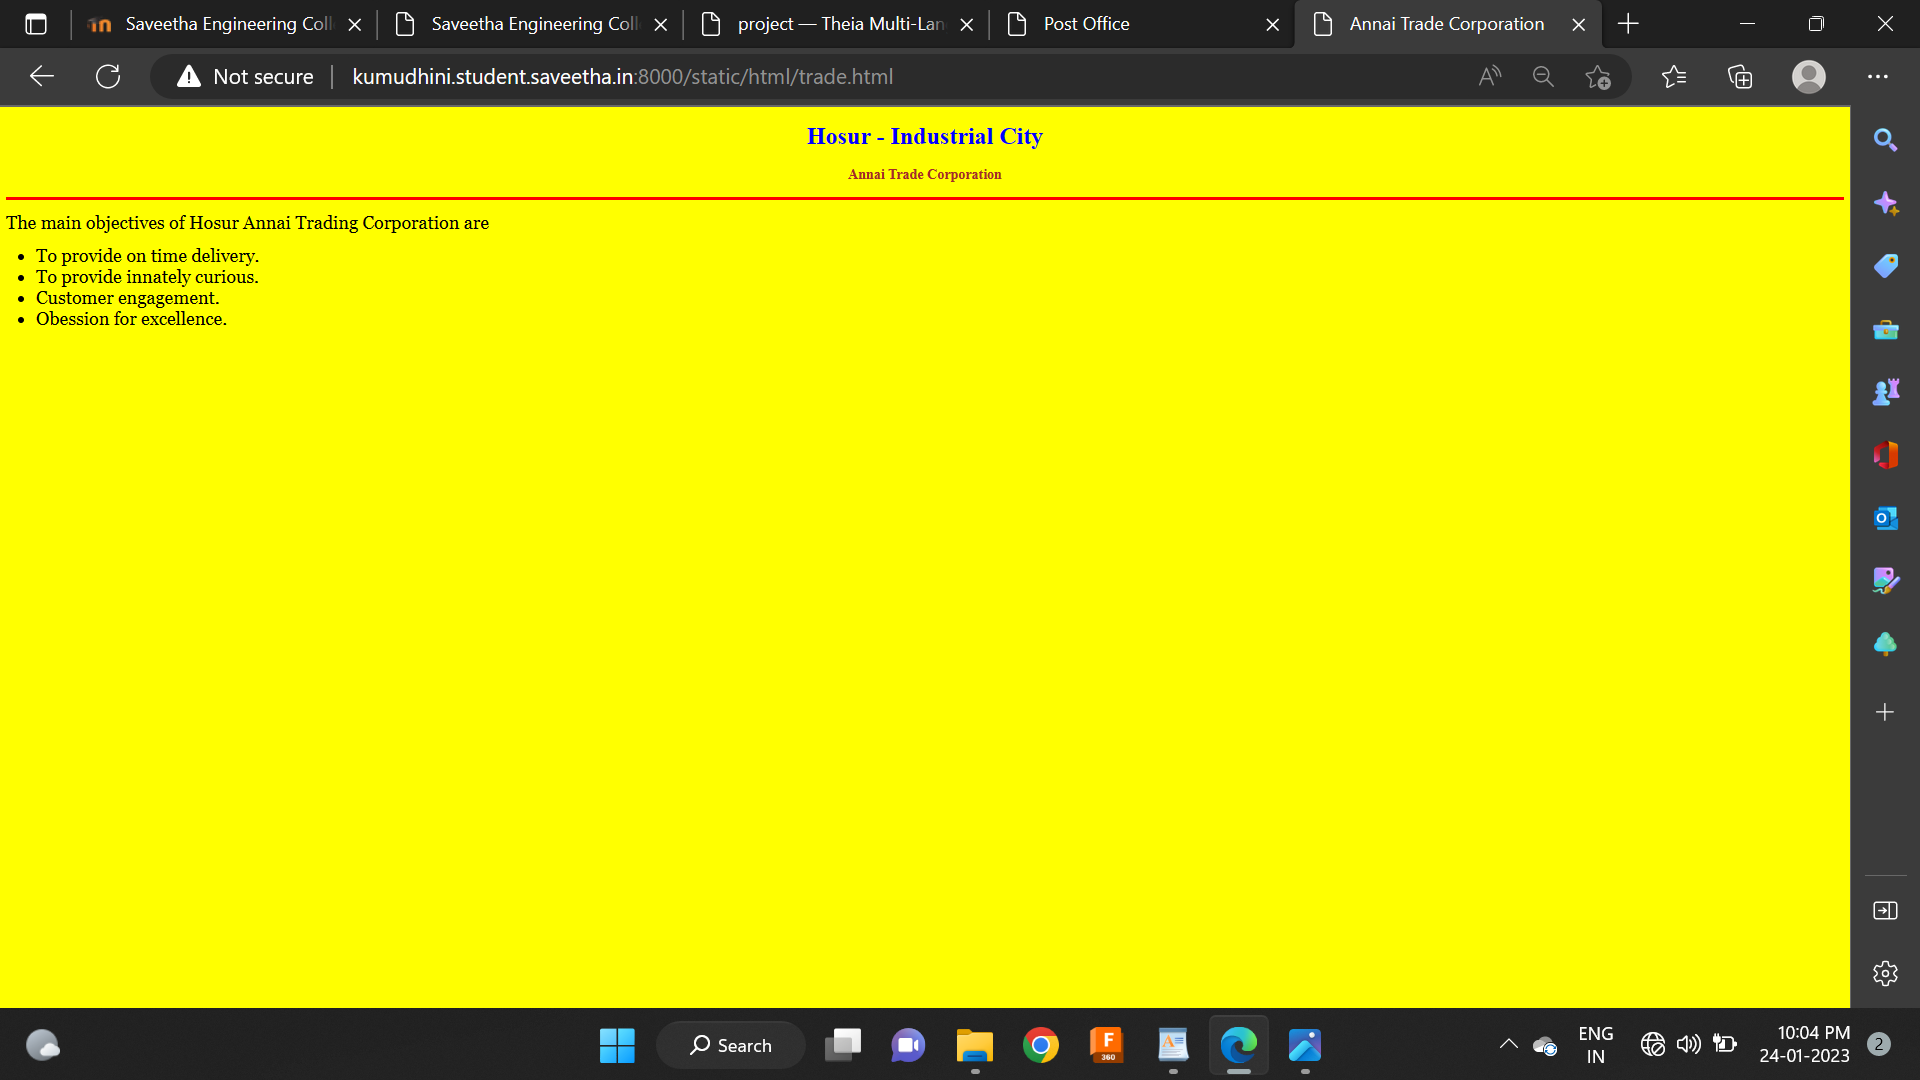 Saveetha Engineering Coll
Saveetha Engineering Coll
project — Theia Multi-Lan
Post Office
Annai Trade Corporation
Not secure
kumudhini.student.saveetha.in:8000/static/html/trade.html
Hosur - Industrial City
Annai Trade Corporation
The main objectives of Hosur Annai Trading Corporation are
• To provide on time delivery.
• To provide innately curious.
• Customer engagement.
• Obession for excellence.
Search
F
360
ENG
IN
10:04 PM
24-01-2023
2